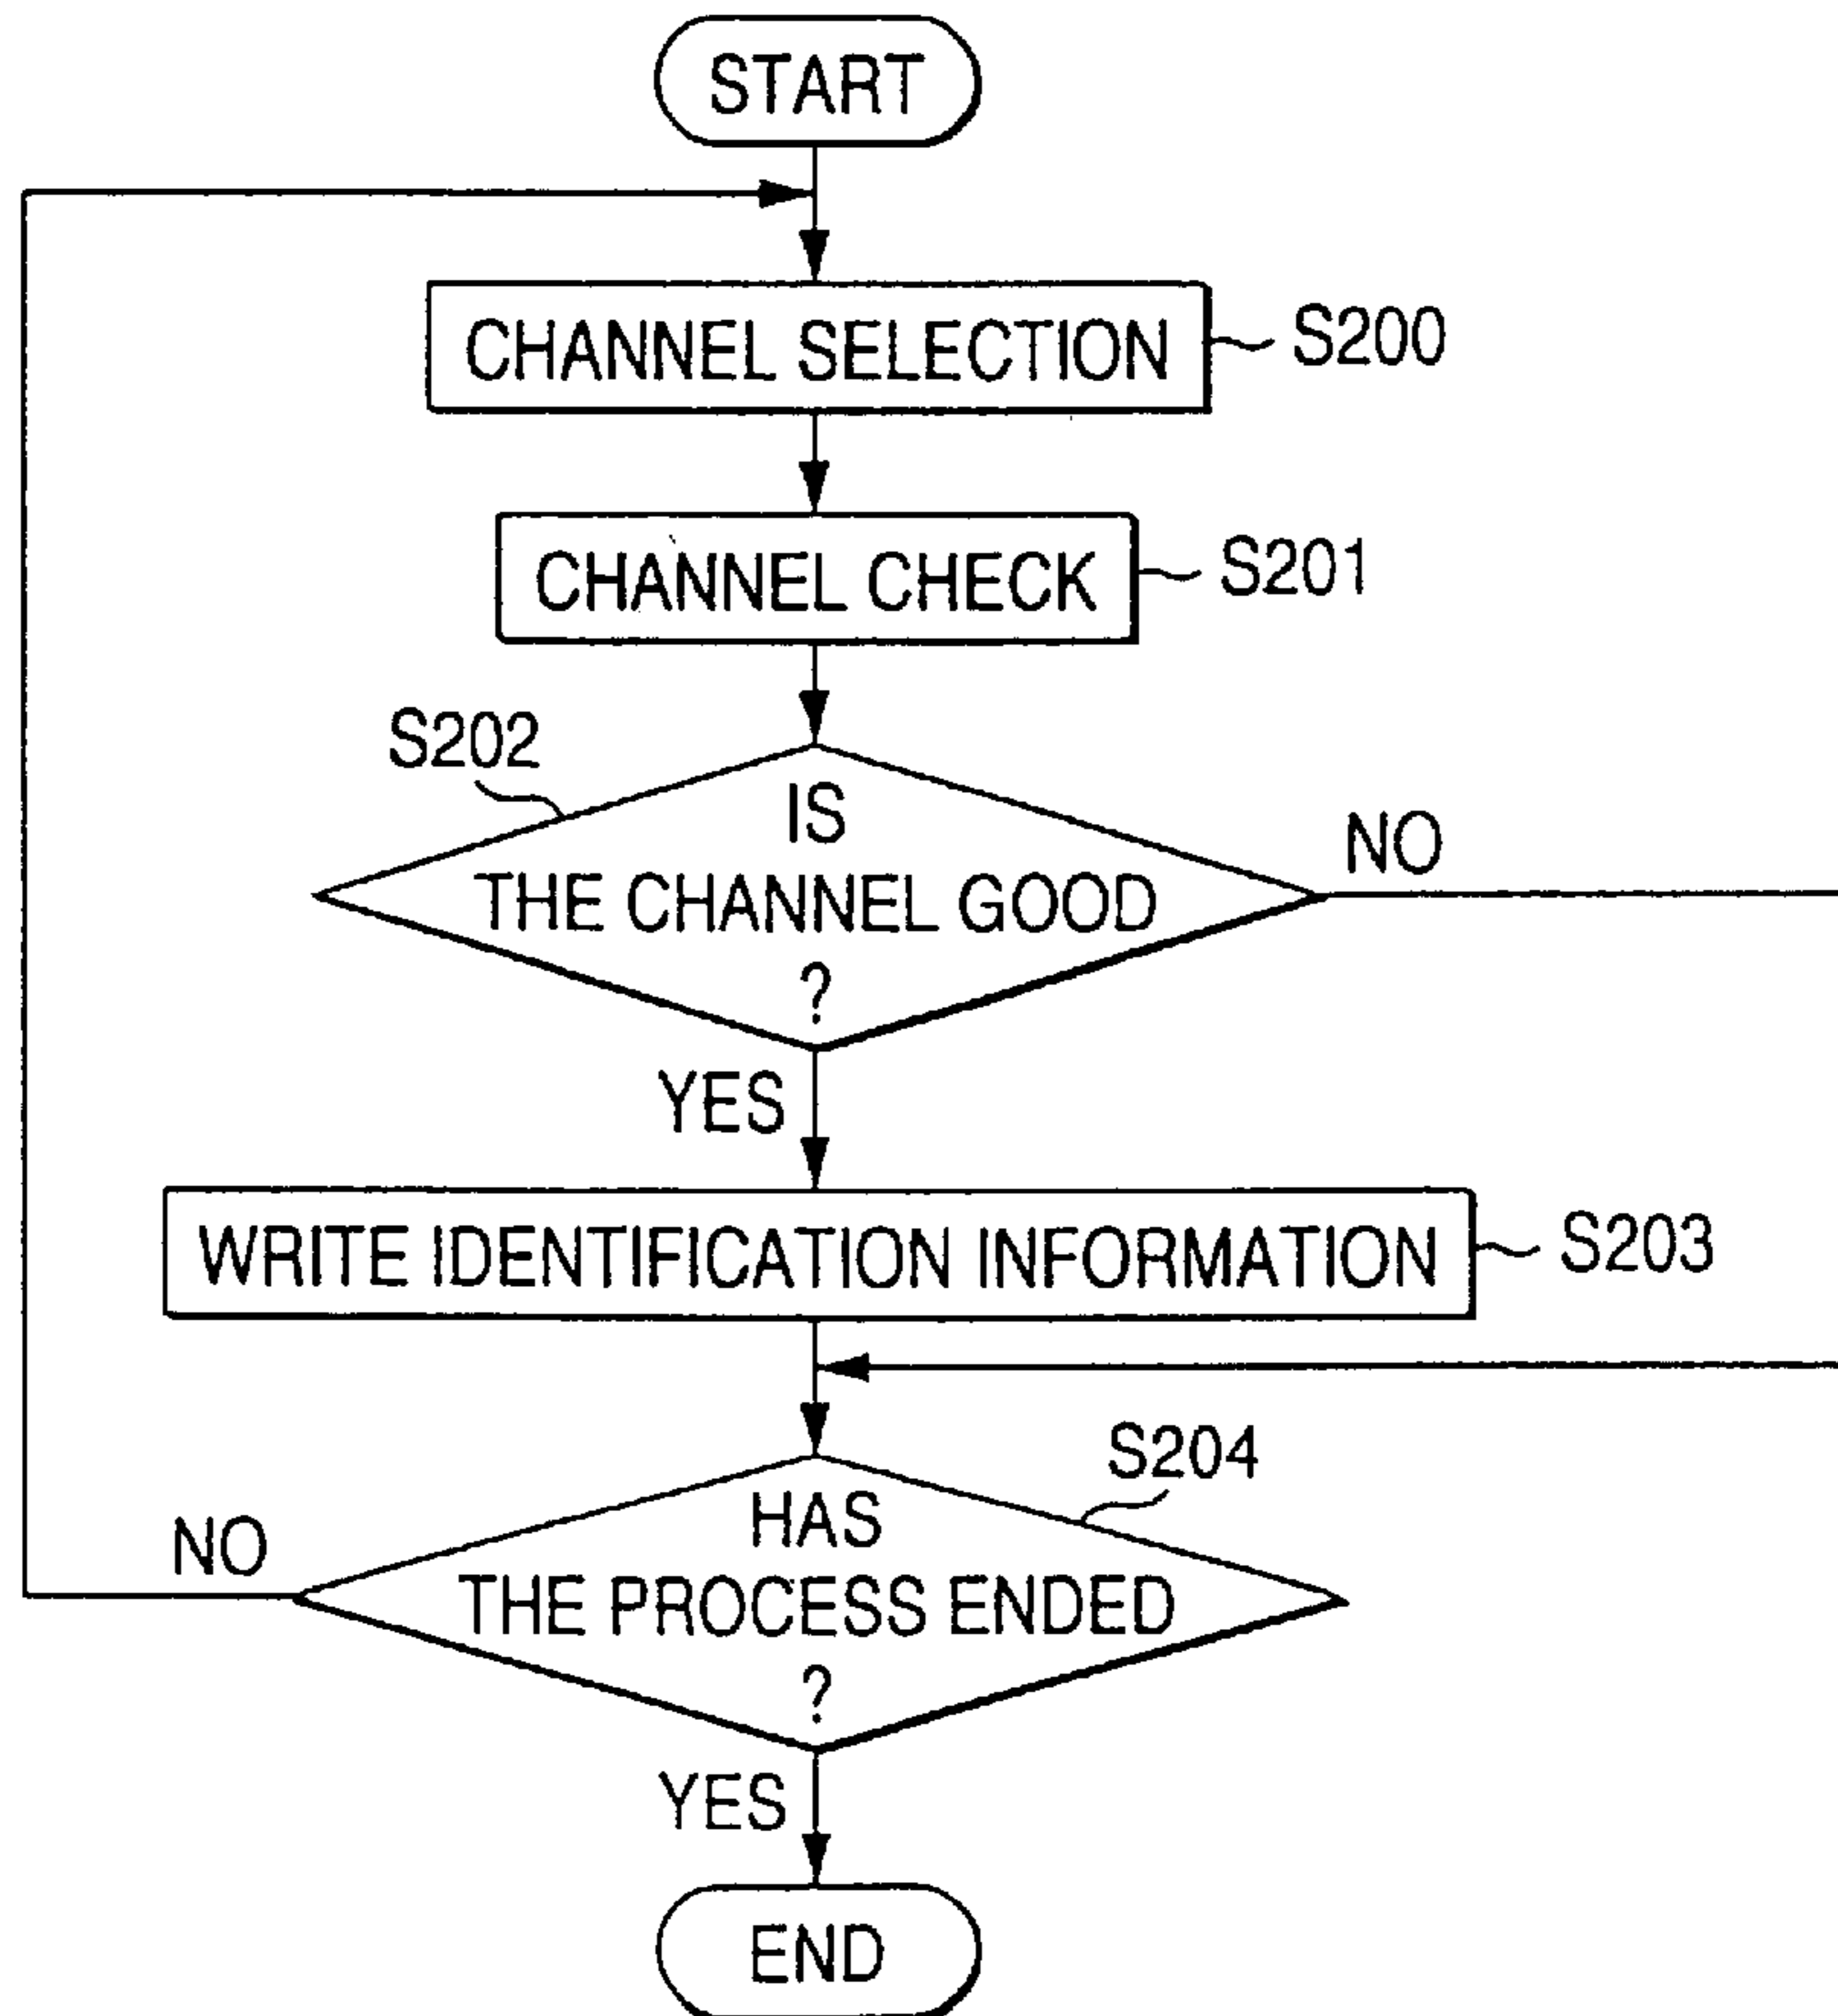 START
CHANNEL SELECTION
S200
CHANNEL CHECK
S201
S202
IS
THE CHANNEL GOOD
?
NO
YES
WRITE IDENTIFICATION INFORMATION
S203
S204
HAS
THE PROCESS ENDED
?
NO
YES
END